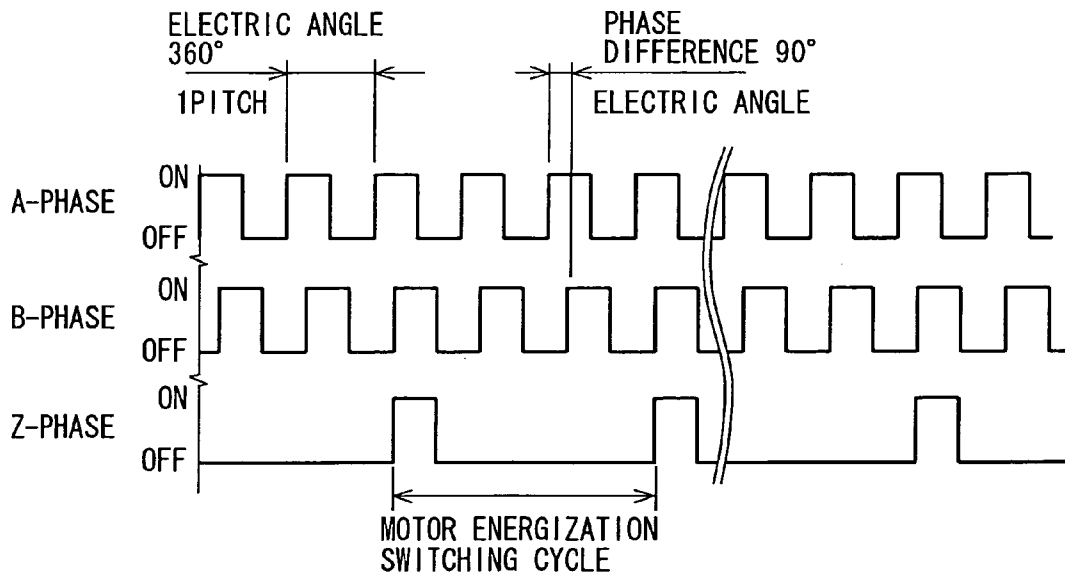 ELECTRIC ANGLE
360°
1PITCH
PHASE
DIFFERENCE 90°
ELECTRIC ANGLE
A-PHASE
ON
OFF
B-PHASE
ON
OFF
Z-PHASE
ON
OFF
MOTOR ENERGIZATION
SWITCHING CYCLE